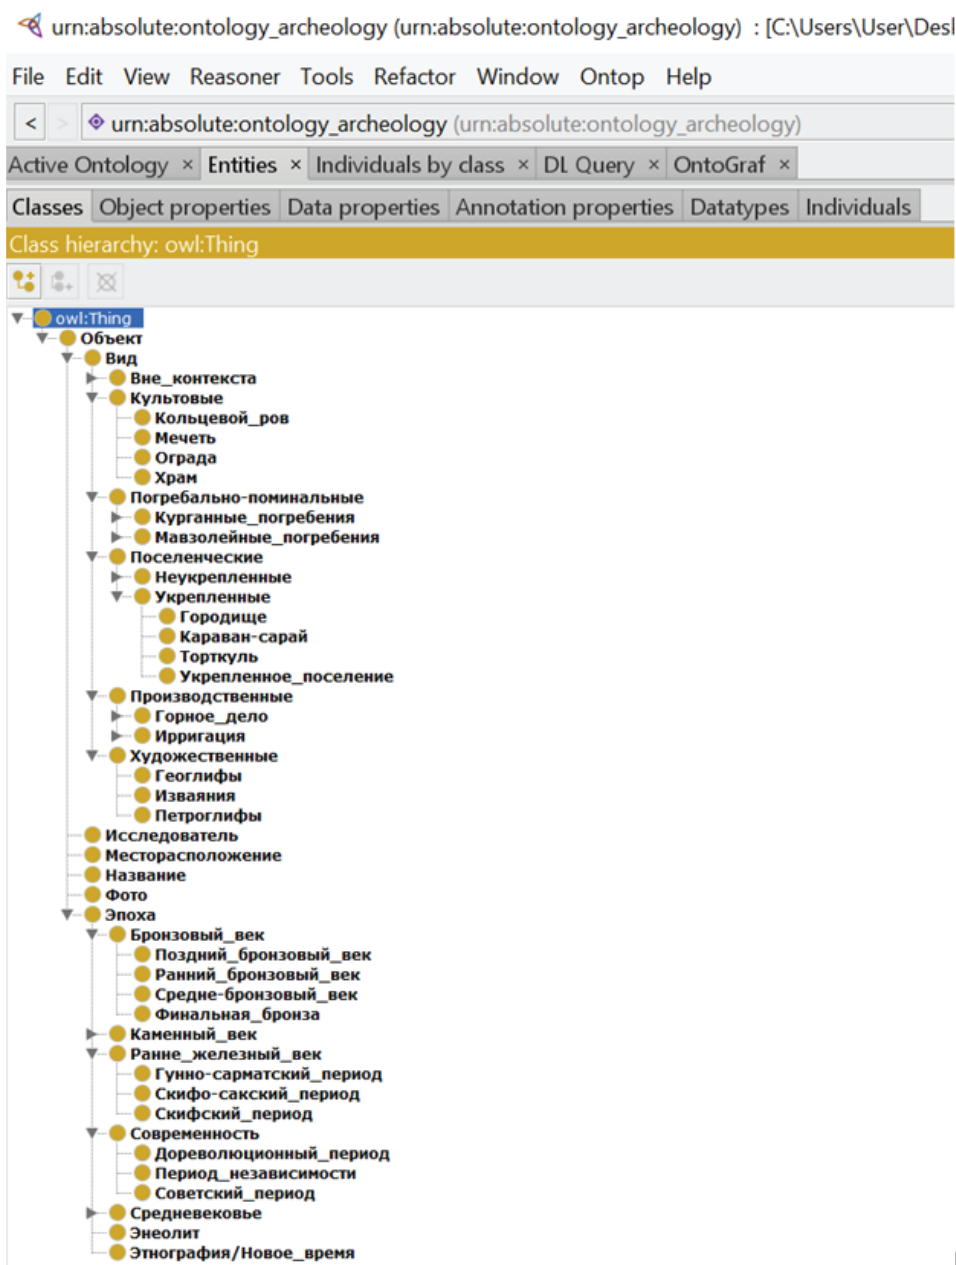 urn:absolute:ontology_archeology (urn:absolute:ontology_archeology) : [C:\Users\User\Desl
File Edit View Reasoner Tools Refactor Window Ontop Help
< > urn:absolute:ontology_archeology (urn:absolute:ontology_archeology)
Active Ontology × Entities × Individuals by class × DL Query × OntoGraf ×
Classes Object properties Data properties Annotation properties Datatypes Individuals
Class hierarchy: owl:Thing
owl:Thing
Объект
Вид
Вне_контекста
Культовые
Кольцевой_ров
Мечеть
Ограда
Храм
Погребально-поминальные
Курганные_погребения
Мавзолейные_погребения
Поселенческие
Неукрепленные
Укрепленные
Городище
Караван-сарай
Торткуль
Укрепленное_поселение
Производственные
Горное_дело
Ирригация
Художественные
Геоглифы
Изваяния
Петроглифы
Исследователь
Месторасположение
Название
Фото
Эпоха
Бронзовый_век
Поздний_бронзовый_век
Ранний_бронзовый_век
Средне-бронзовый_век
Финальная_бронза
Каменный_век
Ранне_железный_век
Гунно-сарматский_период
Скифо-сакский_период
Скифский_период
Современность
Дореволюционный_период
Период_независимости
Советский_период
Средневековье
Энеолит
Этнография/Новое_время